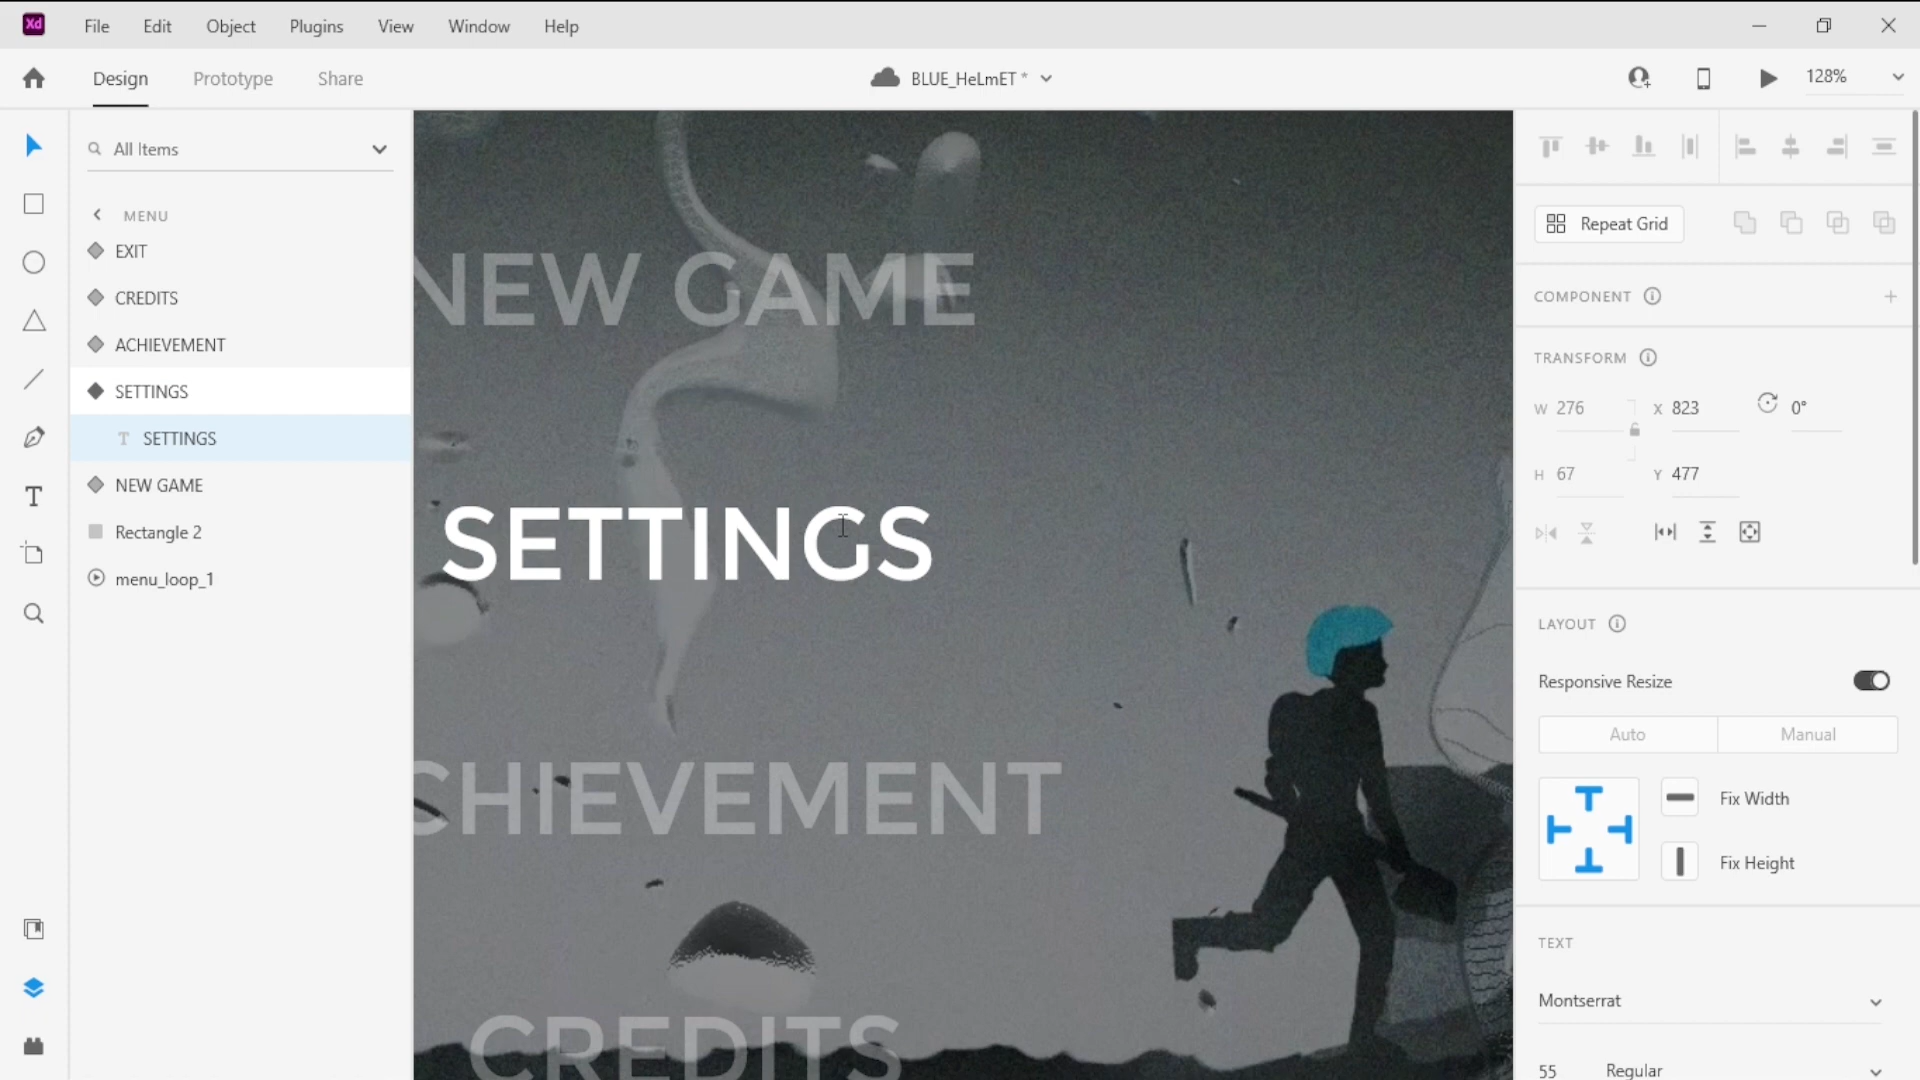 Xd File Edit Object Plugins View Window Help
Design Prototype Share BLUE_HeLmET * 128%
All Items
MENU
EXIT
CREDITS
ACHIEVEMENT
SETTINGS
SETTINGS
NEW GAME
Rectangle 2
menu_loop_1
NEW GAME
SETTINGS
CHIEVEMENT
CREDITS
Repeat Grid
COMPONENT
TRANSFORM
W 276 X 823 0°
H 67 Y 477
LAYOUT
Responsive Resize
Auto Manual
Fix Width
Fix Height
TEXT
Montserrat
55 Regular